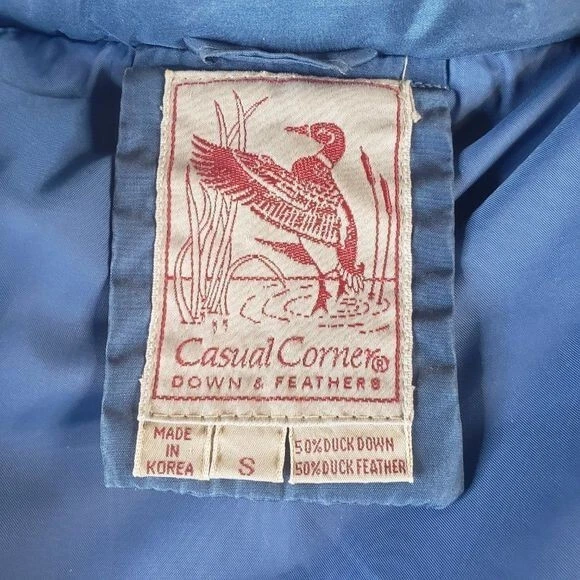 Casual Corner®
DOWN & FEATHERS
MADE
IN
KOREA
S
50% DUCK DOWN
50% DUCK FEATHER